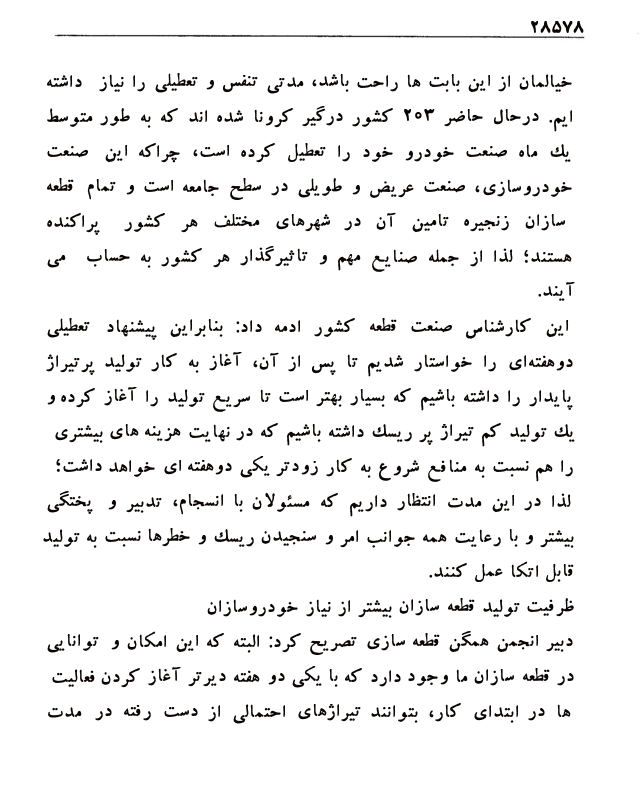 ۲۸۵۷۸
خیالمان از این بابت ها راحت باشد، مدتی تنفس و تعطیلی را نیاز داشته
ایم. درحال حاضر ۲۰۳ کشور درگیر کرونا شده اند که به طور متوسط
یك ماه صنعت خودرو خود را تعطیل کرده است، چراکه این صنعت
خودروسازی، صنعت عریض و طویلی در سطح جامعه است و تمام قطعه
سازان زنجیره تامین آن در شهرهای مختلف هر کشور پراکنده
هستند؛ لذا از جمله صنایع مهم و تاثیرگذار هر کشور به حساب می
آیند.
این کارشناس صنعت قطعه کشور ادمه داد: بنابراین پیشنهاد تعطیلی
دوهفته‌ای را خواستار شدیم تا پس از آن، آغاز به کار تولید پرتیراژ
پایدار را داشته باشیم که بسیار بهتر است تا سریع تولید را آغاز کرده و
یك تولید کم تیراژ پر ریسك داشته باشیم که در نهایت هزینه های بیشتری
را هم نسبت به منافع شروع به کار زودتر یکی دوهفته ای خواهد داشت؛
لذا در این مدت انتظار داریم که مسئولان با انسجام، تدبیر و پختگی
بیشتر و با رعایت همه جوانب امر و سنجیدن ریسك و خطرها نسبت به تولید
قابل اتکا عمل کنند.
ظرفیت تولید قطعه سازان بیشتر از نیاز خودروسازان
دبیر انجمن همگن قطعه سازی تصریح کرد: البته که این امکان و توانایی
در قطعه سازان ما وجود دارد که با یکی دو هفته دیرتر آغاز کردن فعالیت
ها در ابتدای کار، بتوانند تیراژهای احتمالی از دست رفته در مدت